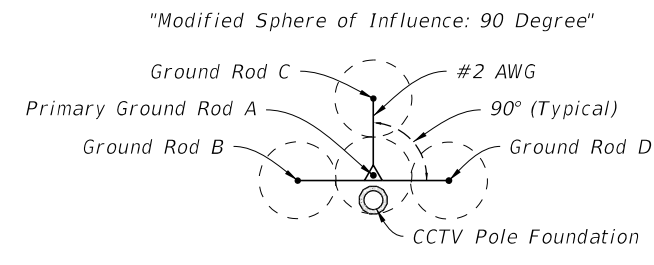 "Modified Sphere of Influence: 90 Degree"
Ground Rod C
#2 AWG
Primary Ground Rod A
90° (Typical)
Ground Rod B
Ground Rod D
CCTV Pole Foundation